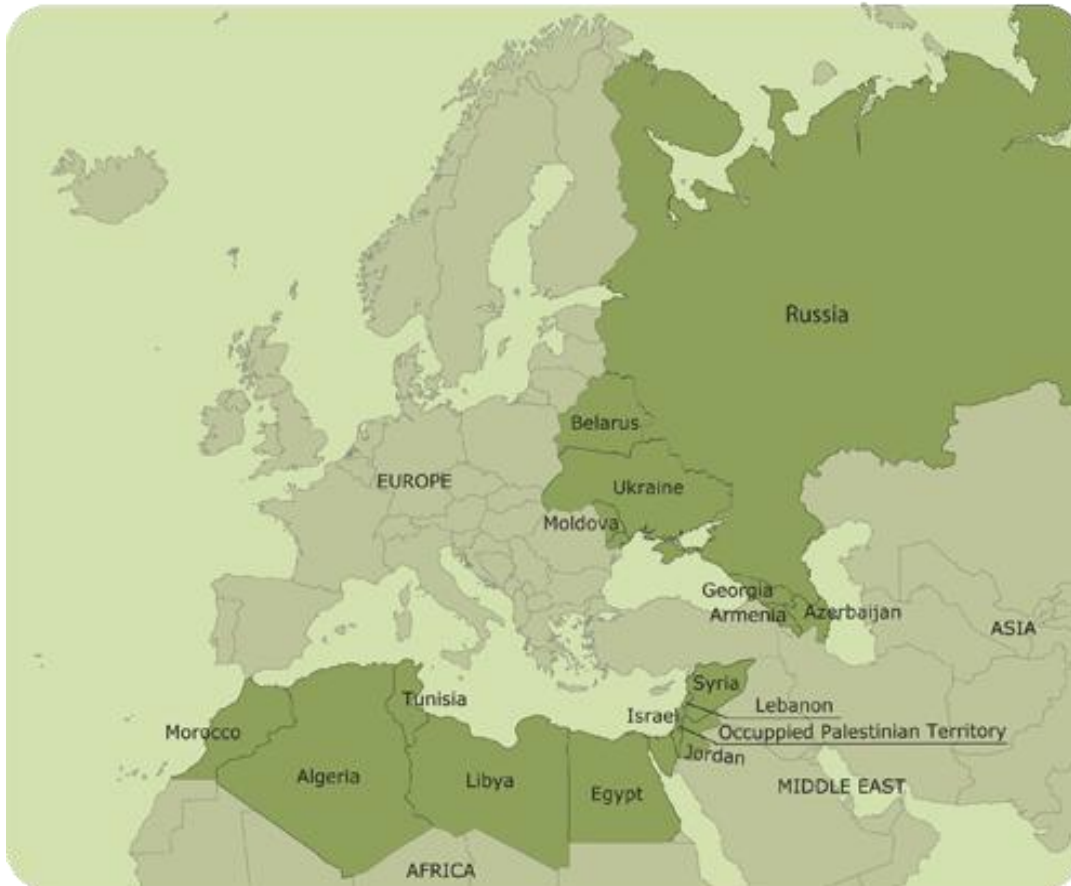 Russia
Belarus
EUROPE
Ukraine
Moldova
Georgia
Armenia
Azerbaijan
ASIA
Syria
Tunisia
Lebanon
Israel
Morocco
Occuppied Palestinian Territory
Jordan
Algeria
Libya
Egypt
MIDDLE EAST
AFRICA